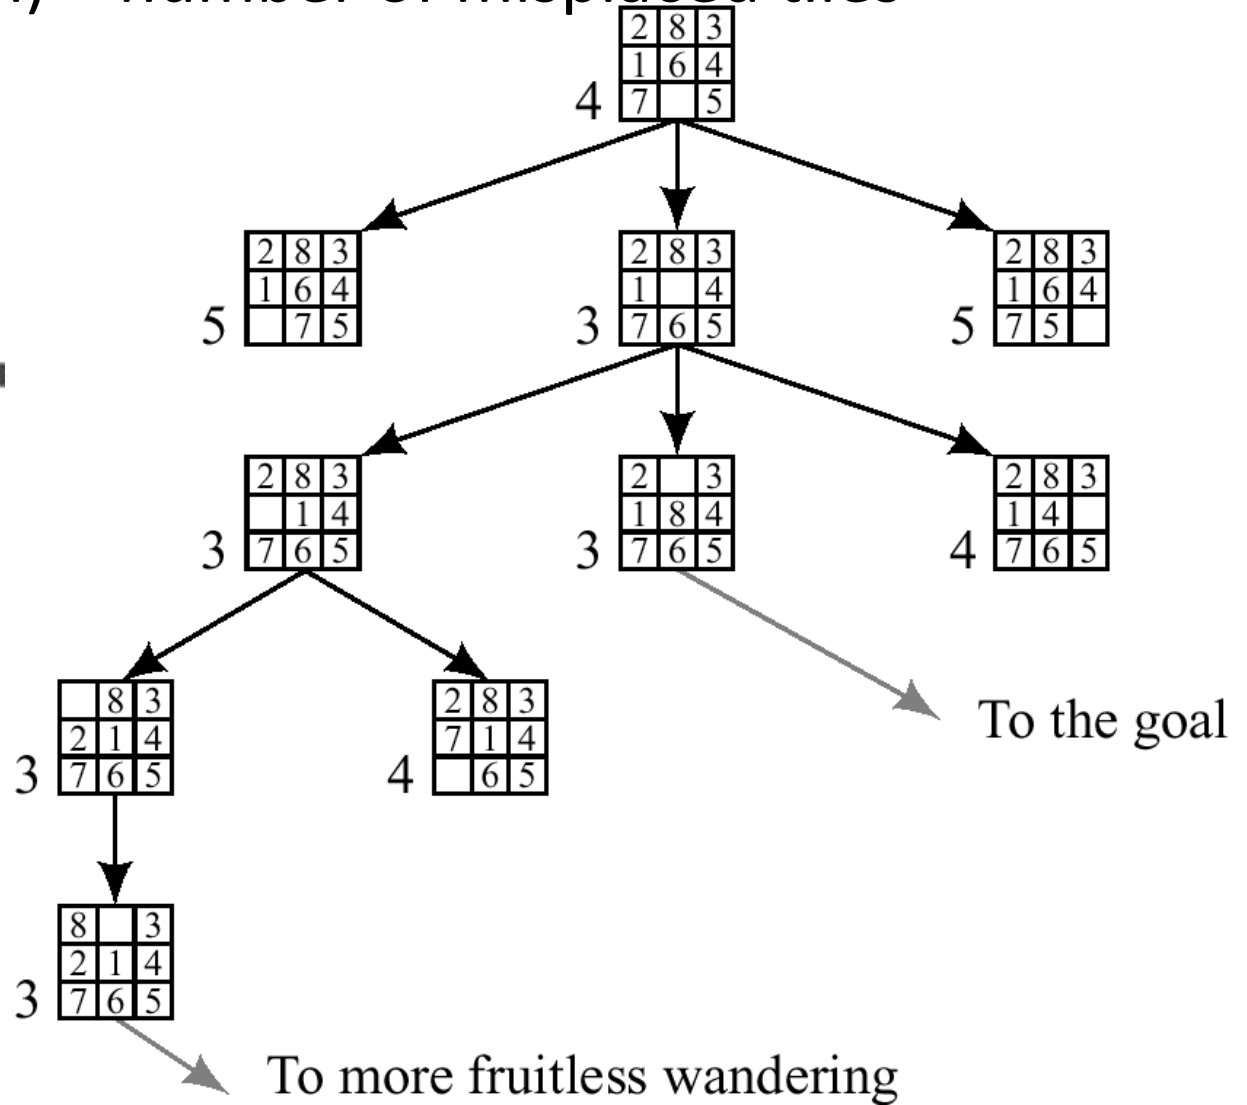 2 8 3
1 6 4
4 7 5
2 8 3 2 8 3 2 8 3
1 6 4 1 4 1 6 4
5 7 5 3 7 6 5 5 7 5
2 8 3 2 3 2 8 3
1 4 1 8 4 1 4
3 7 6 5 3 7 6 5 4 7 6 5
8 3 2 8 3
2 1 4 7 1 4
3 7 6 5 4 6 5
To the goal
8 3
2 1 4
3 7 6 5
To more fruitless wandering